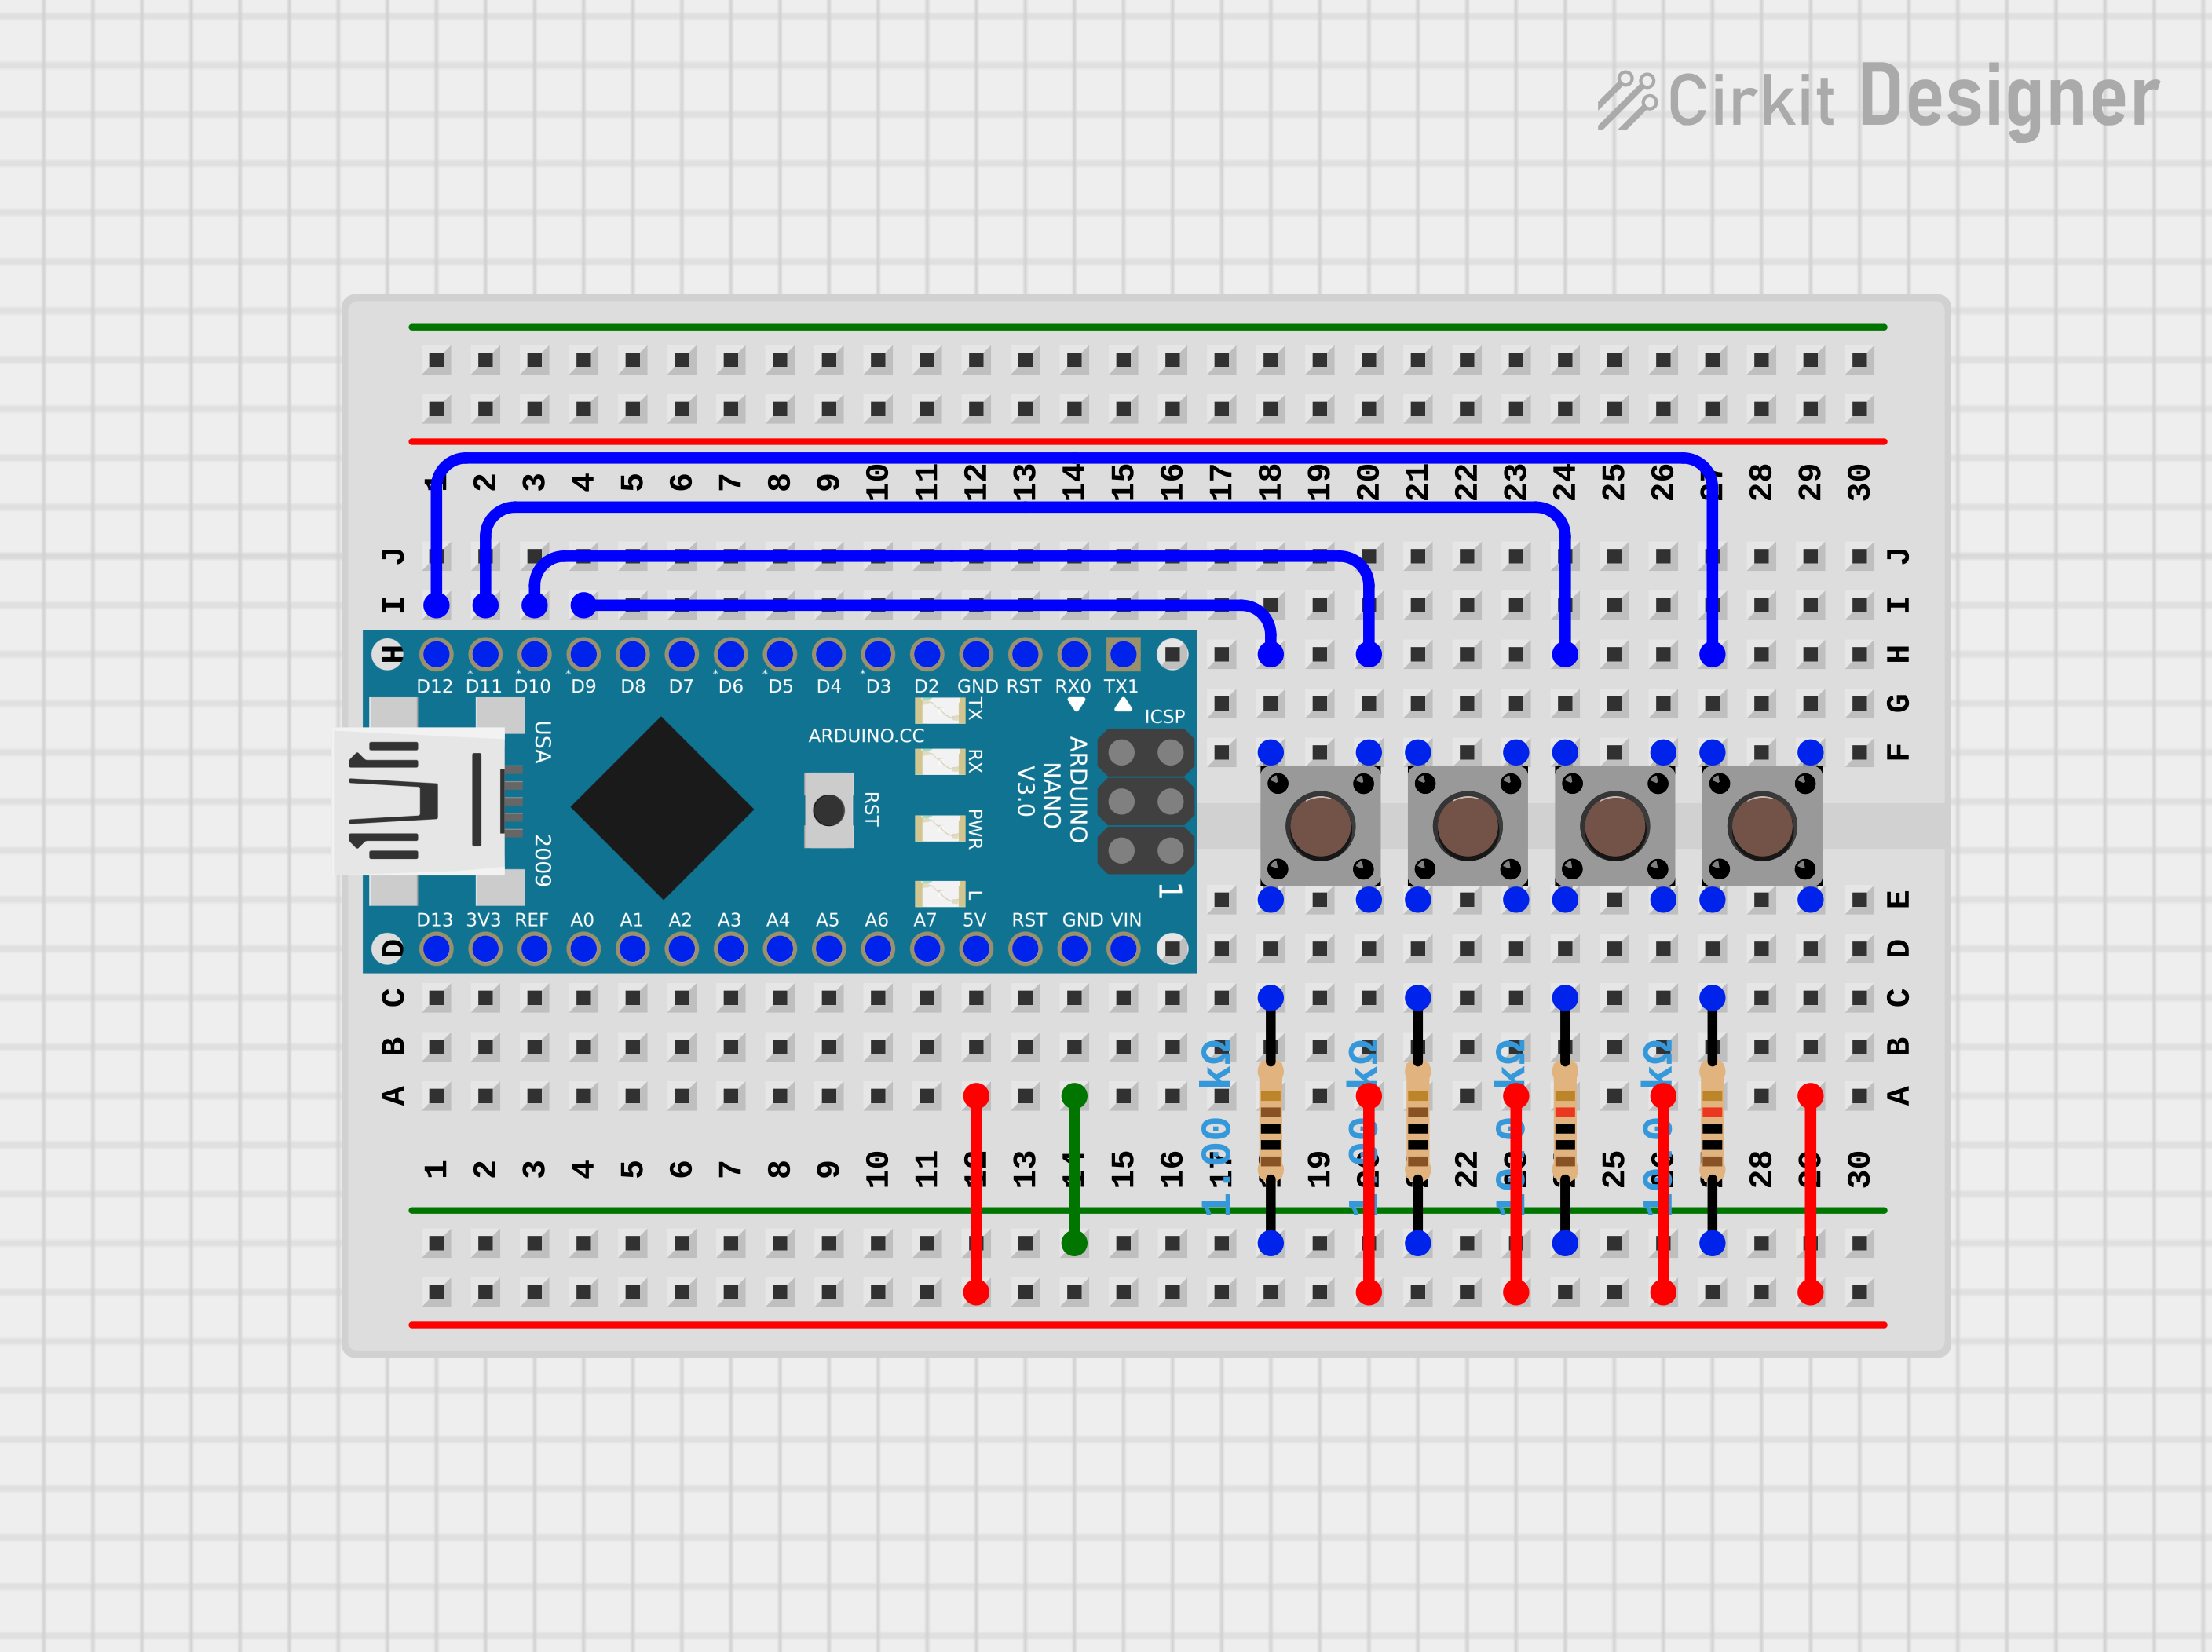 Cirkit Designer
1 2 3 4 5 6 7 8 9 10 11 12 13 14 15 16 17 18 19 20 21 22 23 24 25 26 27 28 29 30
J J
I I
H H
D12 D11 D10 D9 D8 D7 D6 D5 D4 D3 D2 GND RST RX0 TX1
G
F
E
USA
2009
ARDUINO.CC
RST
TX
RX
PWR
L
ARDUINO
NANO
V3.0
ICSP
1
D13 3V3 REF A0 A1 A2 A3 A4 A5 A6 A7 5V RST GND VIN
D D
C C
B B
A A
1.00 kΩ
1.00 kΩ
10.0 kΩ
10.0 kΩ
1 2 3 4 5 6 7 8 9 10 11 12 13 14 15 16 17 19 20 22 23 25 26 28 29 30